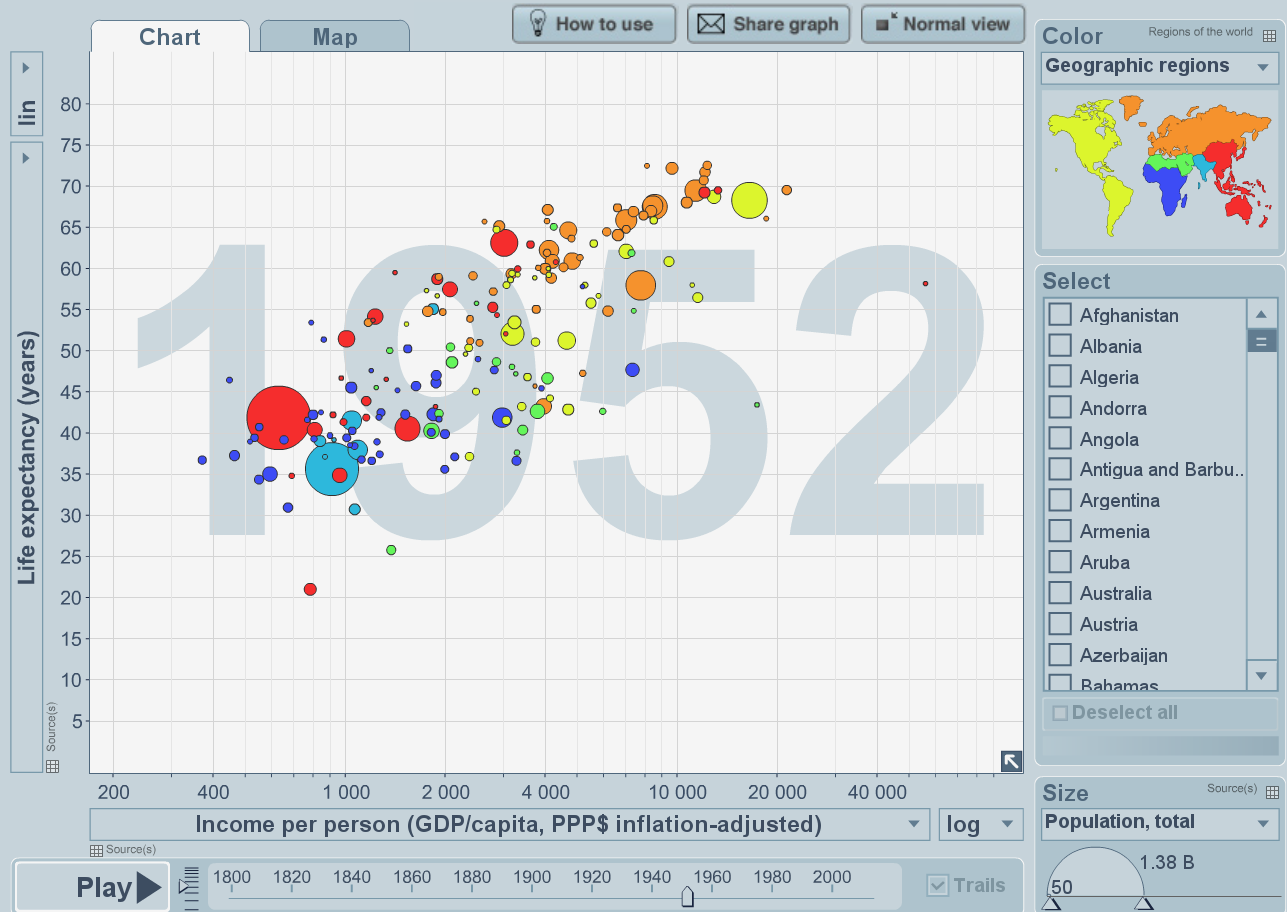 Chart
Map
How to use
Share graph
Normal view
Color
Regions of the world
Geographic regions
lin
Life expectancy (years)
Source(s)
1952
80
75
70
65
60
55
50
45
40
35
30
25
20
15
10
5
200 400 1 000 2 000 4 000 10 000 20 000 40 000
Income per person (GDP/capita, PPP$ inflation-adjusted)
log
Source(s)
Select
Afghanistan
Albania
Algeria
Andorra
Angola
Antigua and Barbu..
Argentina
Armenia
Aruba
Australia
Austria
Azerbaijan
Bahamas
Deselect all
Size
Source(s)
Population, total
1.38 B
50
Play
1800 1820 1840 1860 1880 1900 1920 1940 1960 1980 2000
Trails